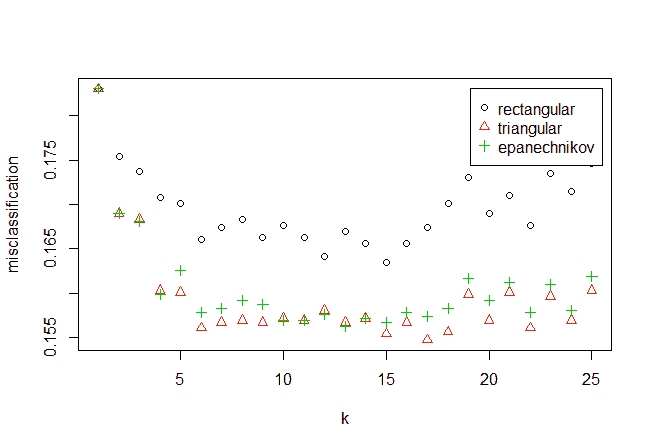 rectangular
triangular
epanechnikov
misclassification
0.175
0.165
0.155
5
10
15
20
25
k